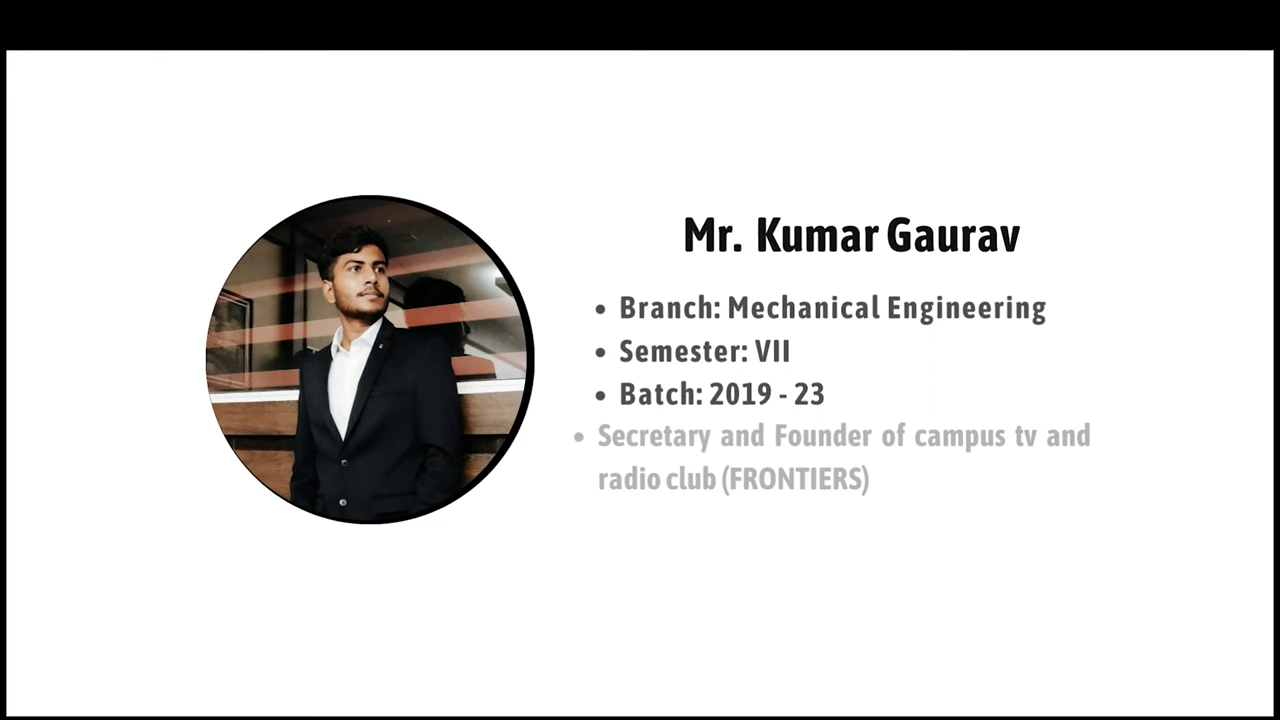 Mr. Kumar Gaurav
• Branch: Mechanical Engineering
• Semester: VII
• Batch: 2019 - 23
• Secretary and Founder of campus tv and
radio club (FRONTIERS)